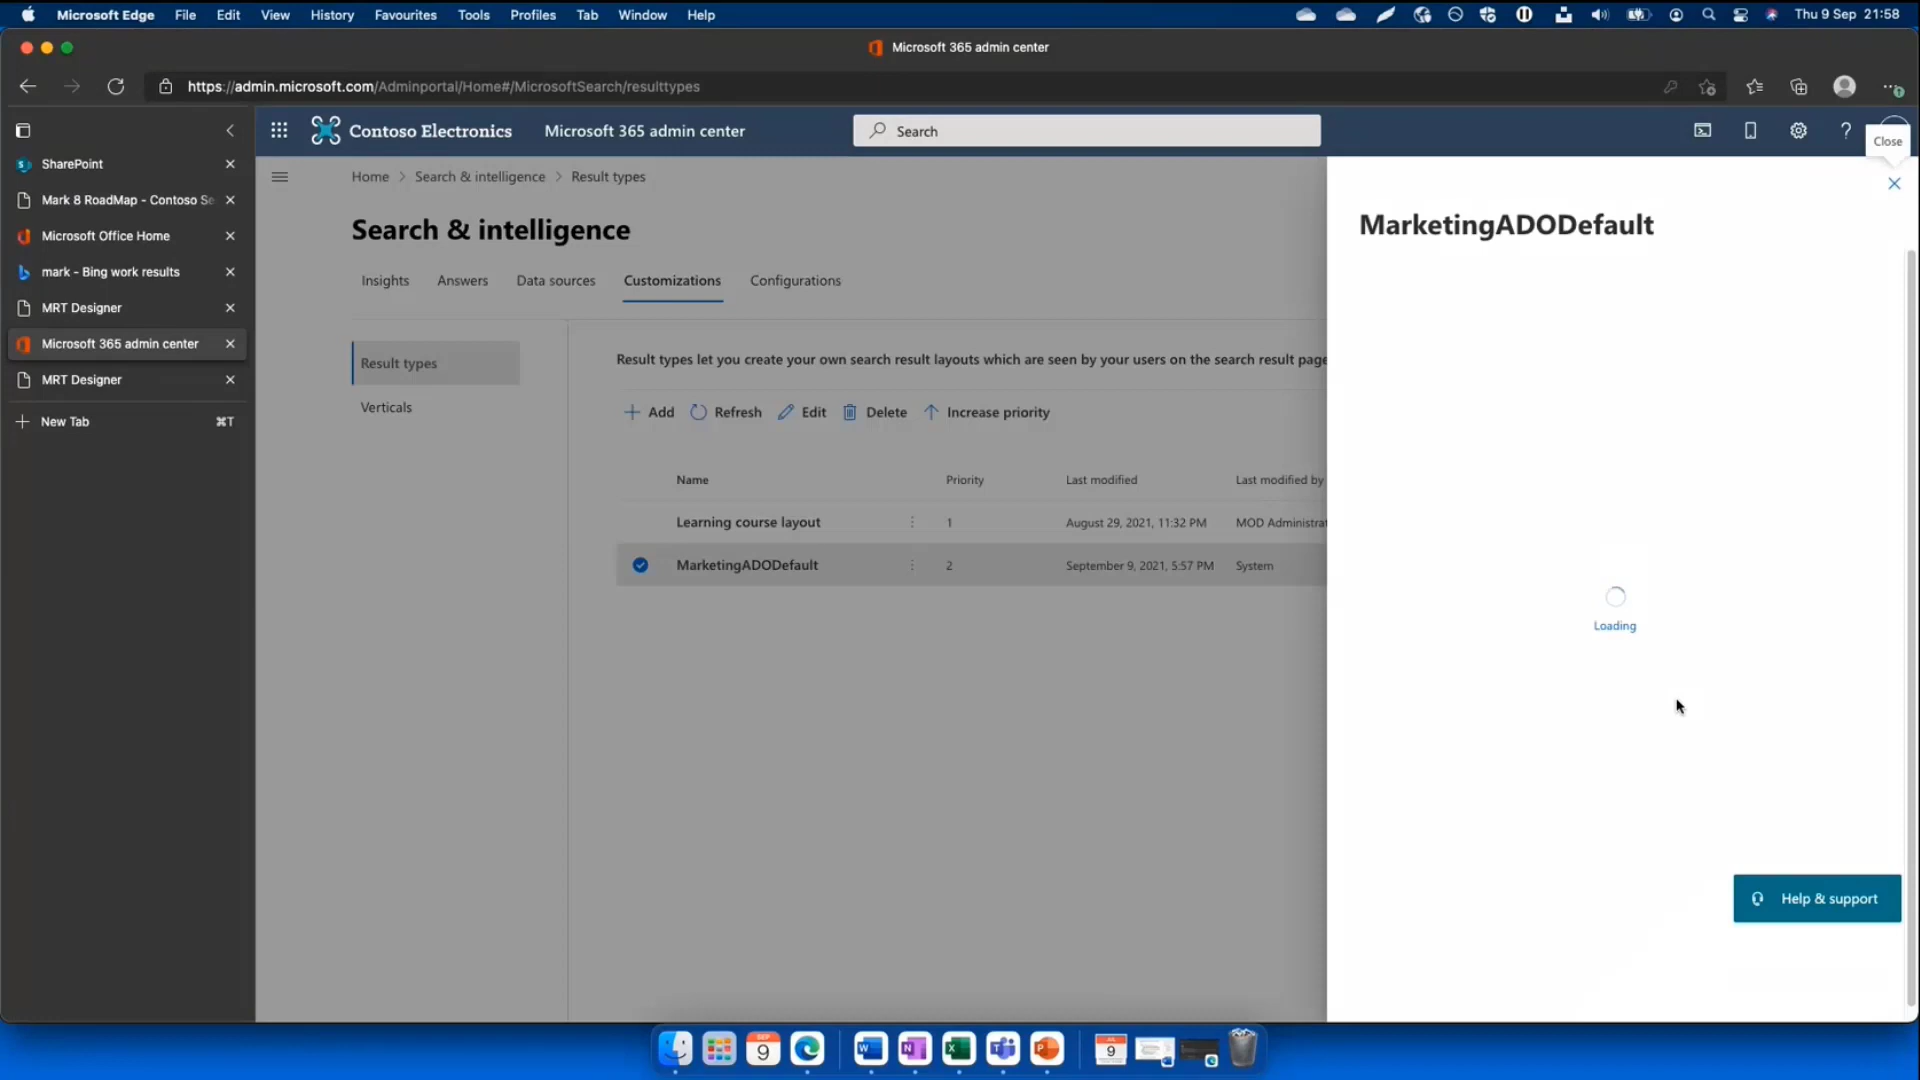 Microsoft Edge File Edit View History Favourites Tools Profiles Tab Window Help Thu 9 Sep 21:58
Microsoft 365 admin center
https://admin.microsoft.com/Adminportal/Home#/MicrosoftSearch/resulttypes
Contoso Electronics Microsoft 365 admin center Search ? Close
SharePoint
Mark 8 RoadMap - Contoso Se
Microsoft Office Home
mark - Bing work results
MRT Designer
Microsoft 365 admin center
MRT Designer
New Tab ⌘T
Home > Search & intelligence > Result types
Search & intelligence
Insights Answers Data sources Customizations Configurations
Result types
Verticals
Result types let you create your own search result layouts which are seen by your users on the search result page
Add Refresh Edit Delete Increase priority
Name Priority Last modified Last modified by
Learning course layout 1 August 29, 2021, 11:32 PM MOD Administrat
MarketingADODefault 2 September 9, 2021, 5:57 PM System
MarketingADODefault
Loading
Help & support
SEP
9
9